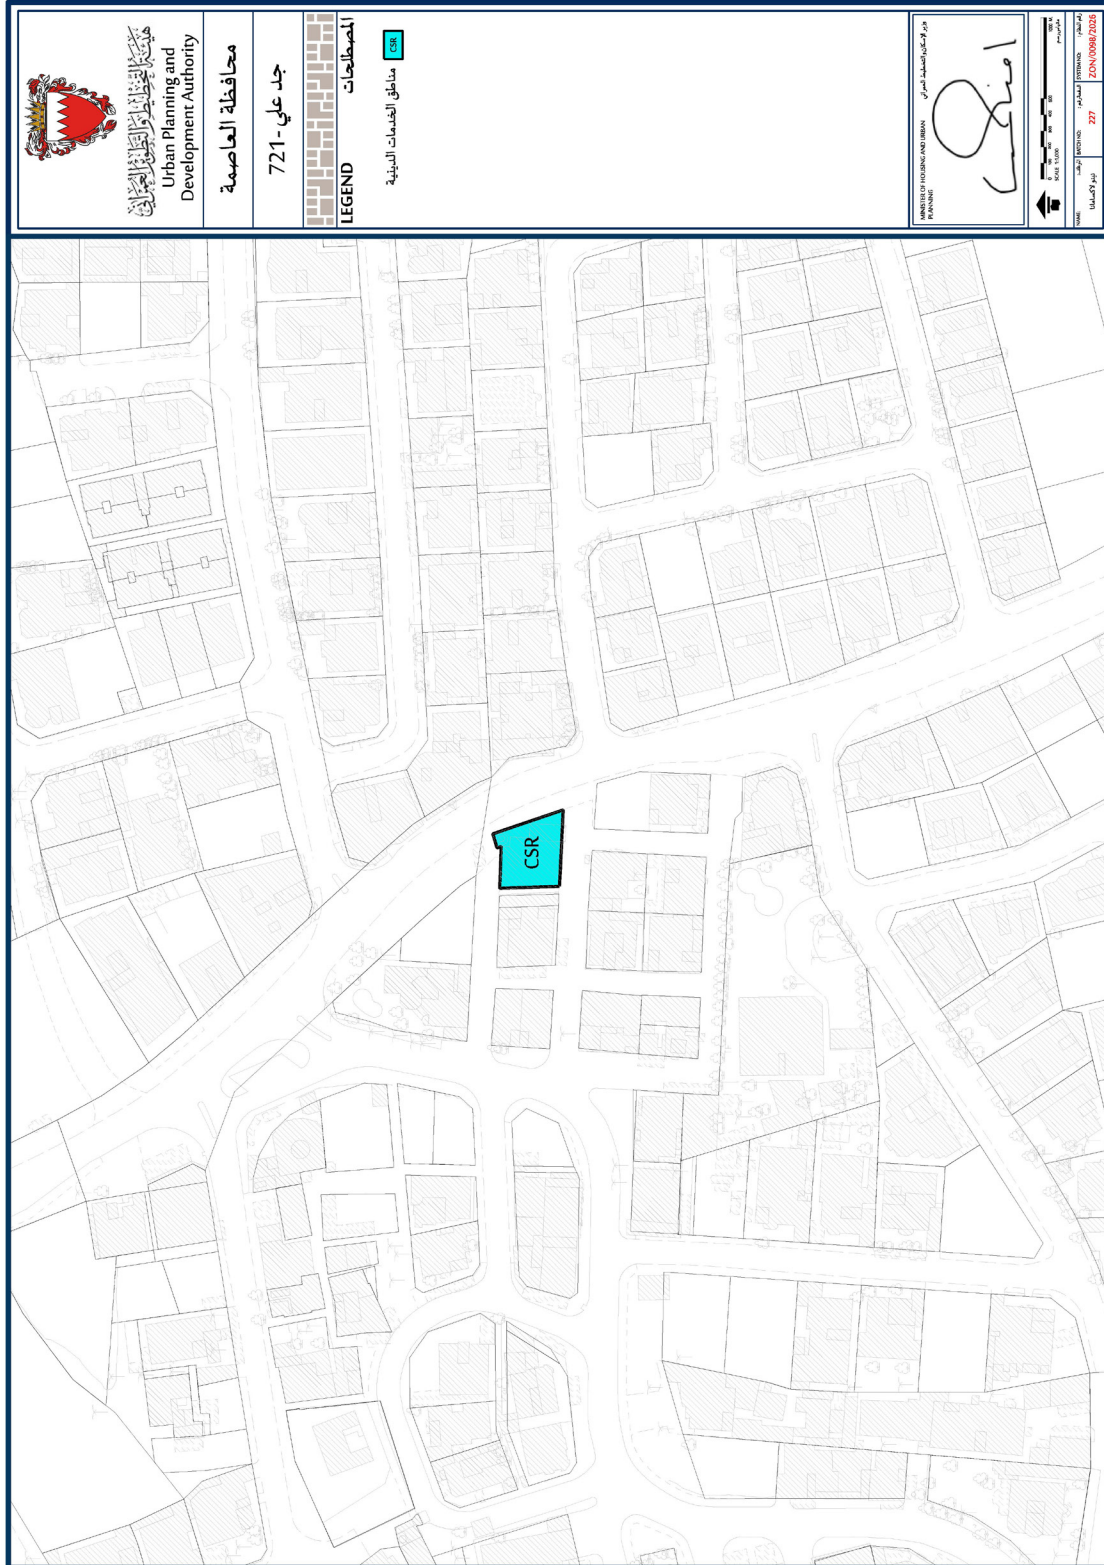 هيئة التخطيط والتطوير العمراني
Urban Planning and
Development Authority
محافظة العاصمة
جد علي - 721
LEGEND المصطلحات
CSR مناطق الخدمات الدينية
CSR
MINISTER OF HOUSING AND URBAN
PLANNING
وزير الإسكان والتخطيط العمراني
SCALE 1:1,000
NAME:
BATCH NO: 227
SYSTEM NO: ZON/0098/2026